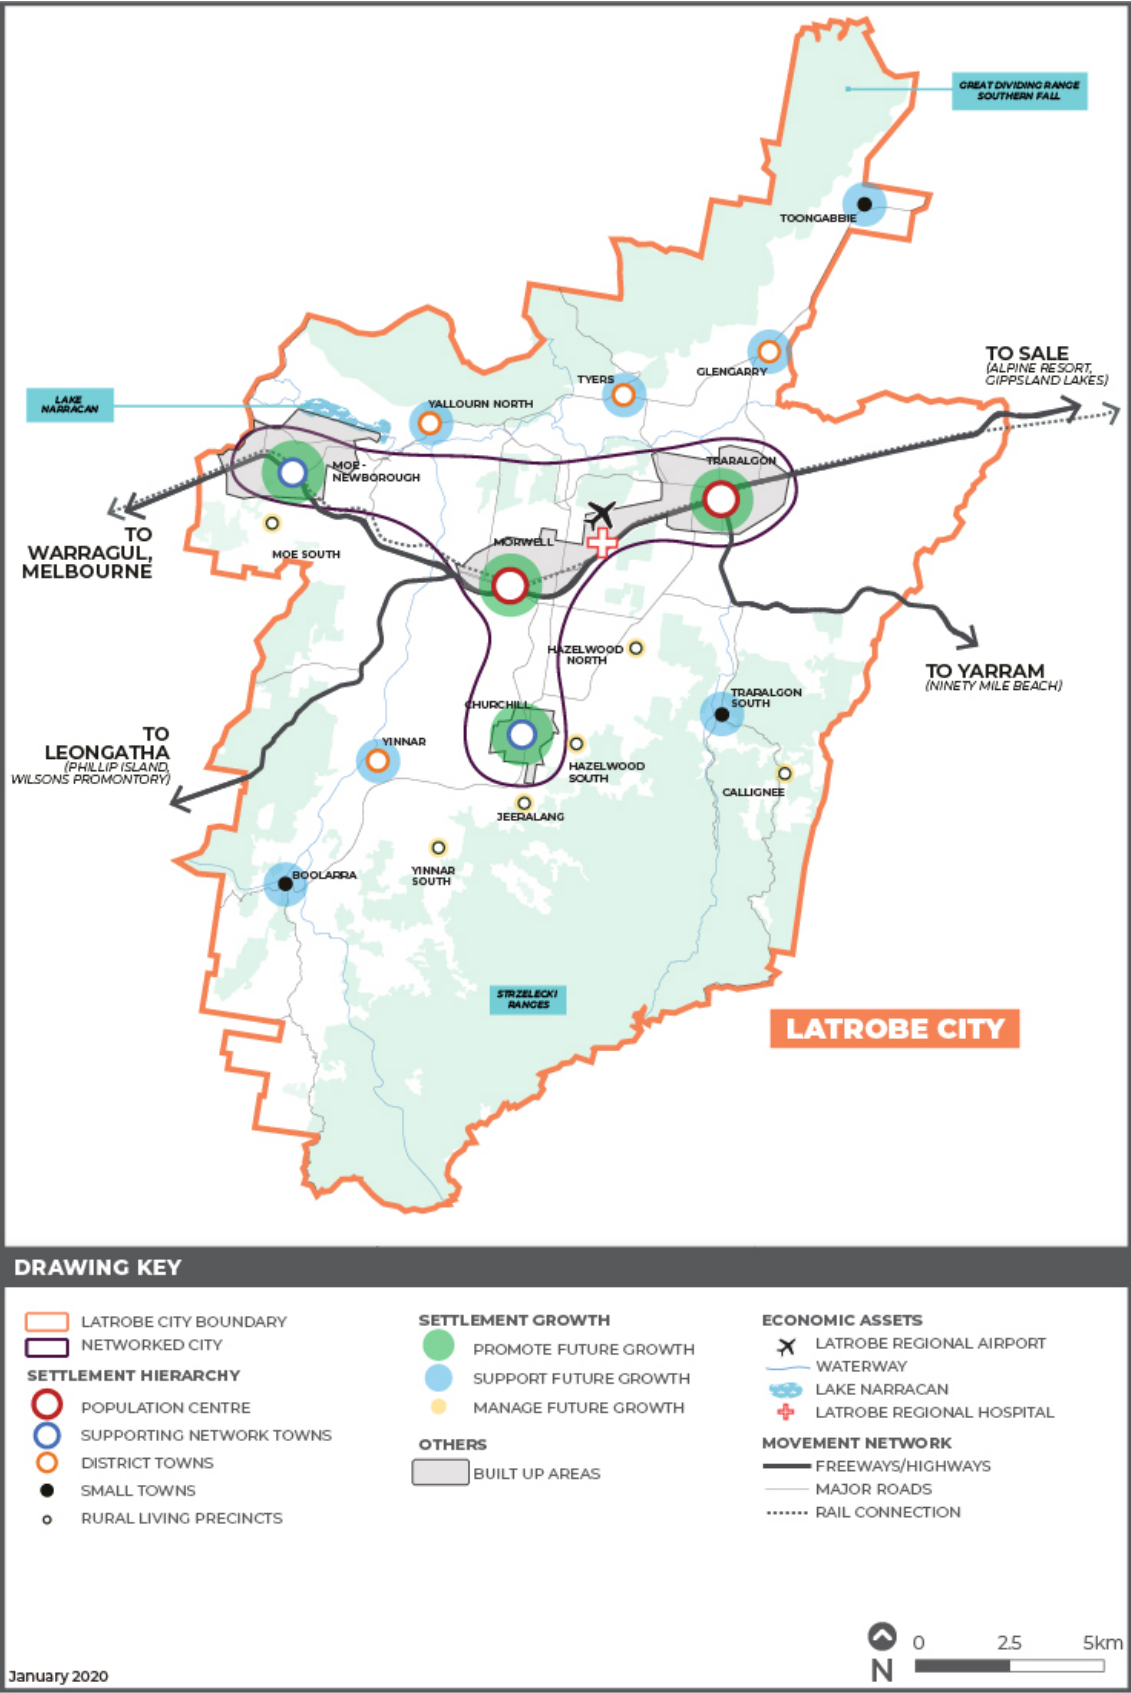 GREAT DIVIDING RANGE
SOUTHERN FALL
TOONGABBIE
TO SALE
(ALPINE RESORT,
GIPPSLAND LAKES)
GLENGARRY
TYERS
LAKE
NARRACAN
YALLOURN NORTH
MOE -
NEWBOROUGH
TRARALGON
TO
WARRAGUL,
MELBOURNE
MOE SOUTH
MORWELL
HAZELWOOD
NORTH
TO YARRAM
(NINETY MILE BEACH)
TRARALGON
SOUTH
CHURCHILL
TO
LEONGATHA
(PHILLIP ISLAND,
WILSONS PROMONTORY)
YINNAR
HAZELWOOD
SOUTH
CALLIGNEE
JEERALANG
YINNAR
SOUTH
BOOLARRA
STRZELECKI
RANGES
LATROBE CITY
DRAWING KEY
LATROBE CITY BOUNDARY
NETWORKED CITY
SETTLEMENT HIERARCHY
POPULATION CENTRE
SUPPORTING NETWORK TOWNS
DISTRICT TOWNS
SMALL TOWNS
RURAL LIVING PRECINCTS
SETTLEMENT GROWTH
PROMOTE FUTURE GROWTH
SUPPORT FUTURE GROWTH
MANAGE FUTURE GROWTH
OTHERS
BUILT UP AREAS
ECONOMIC ASSETS
LATROBE REGIONAL AIRPORT
WATERWAY
LAKE NARRACAN
LATROBE REGIONAL HOSPITAL
MOVEMENT NETWORK
FREEWAYS/HIGHWAYS
MAJOR ROADS
RAIL CONNECTION
N
0 2.5 5km
January 2020